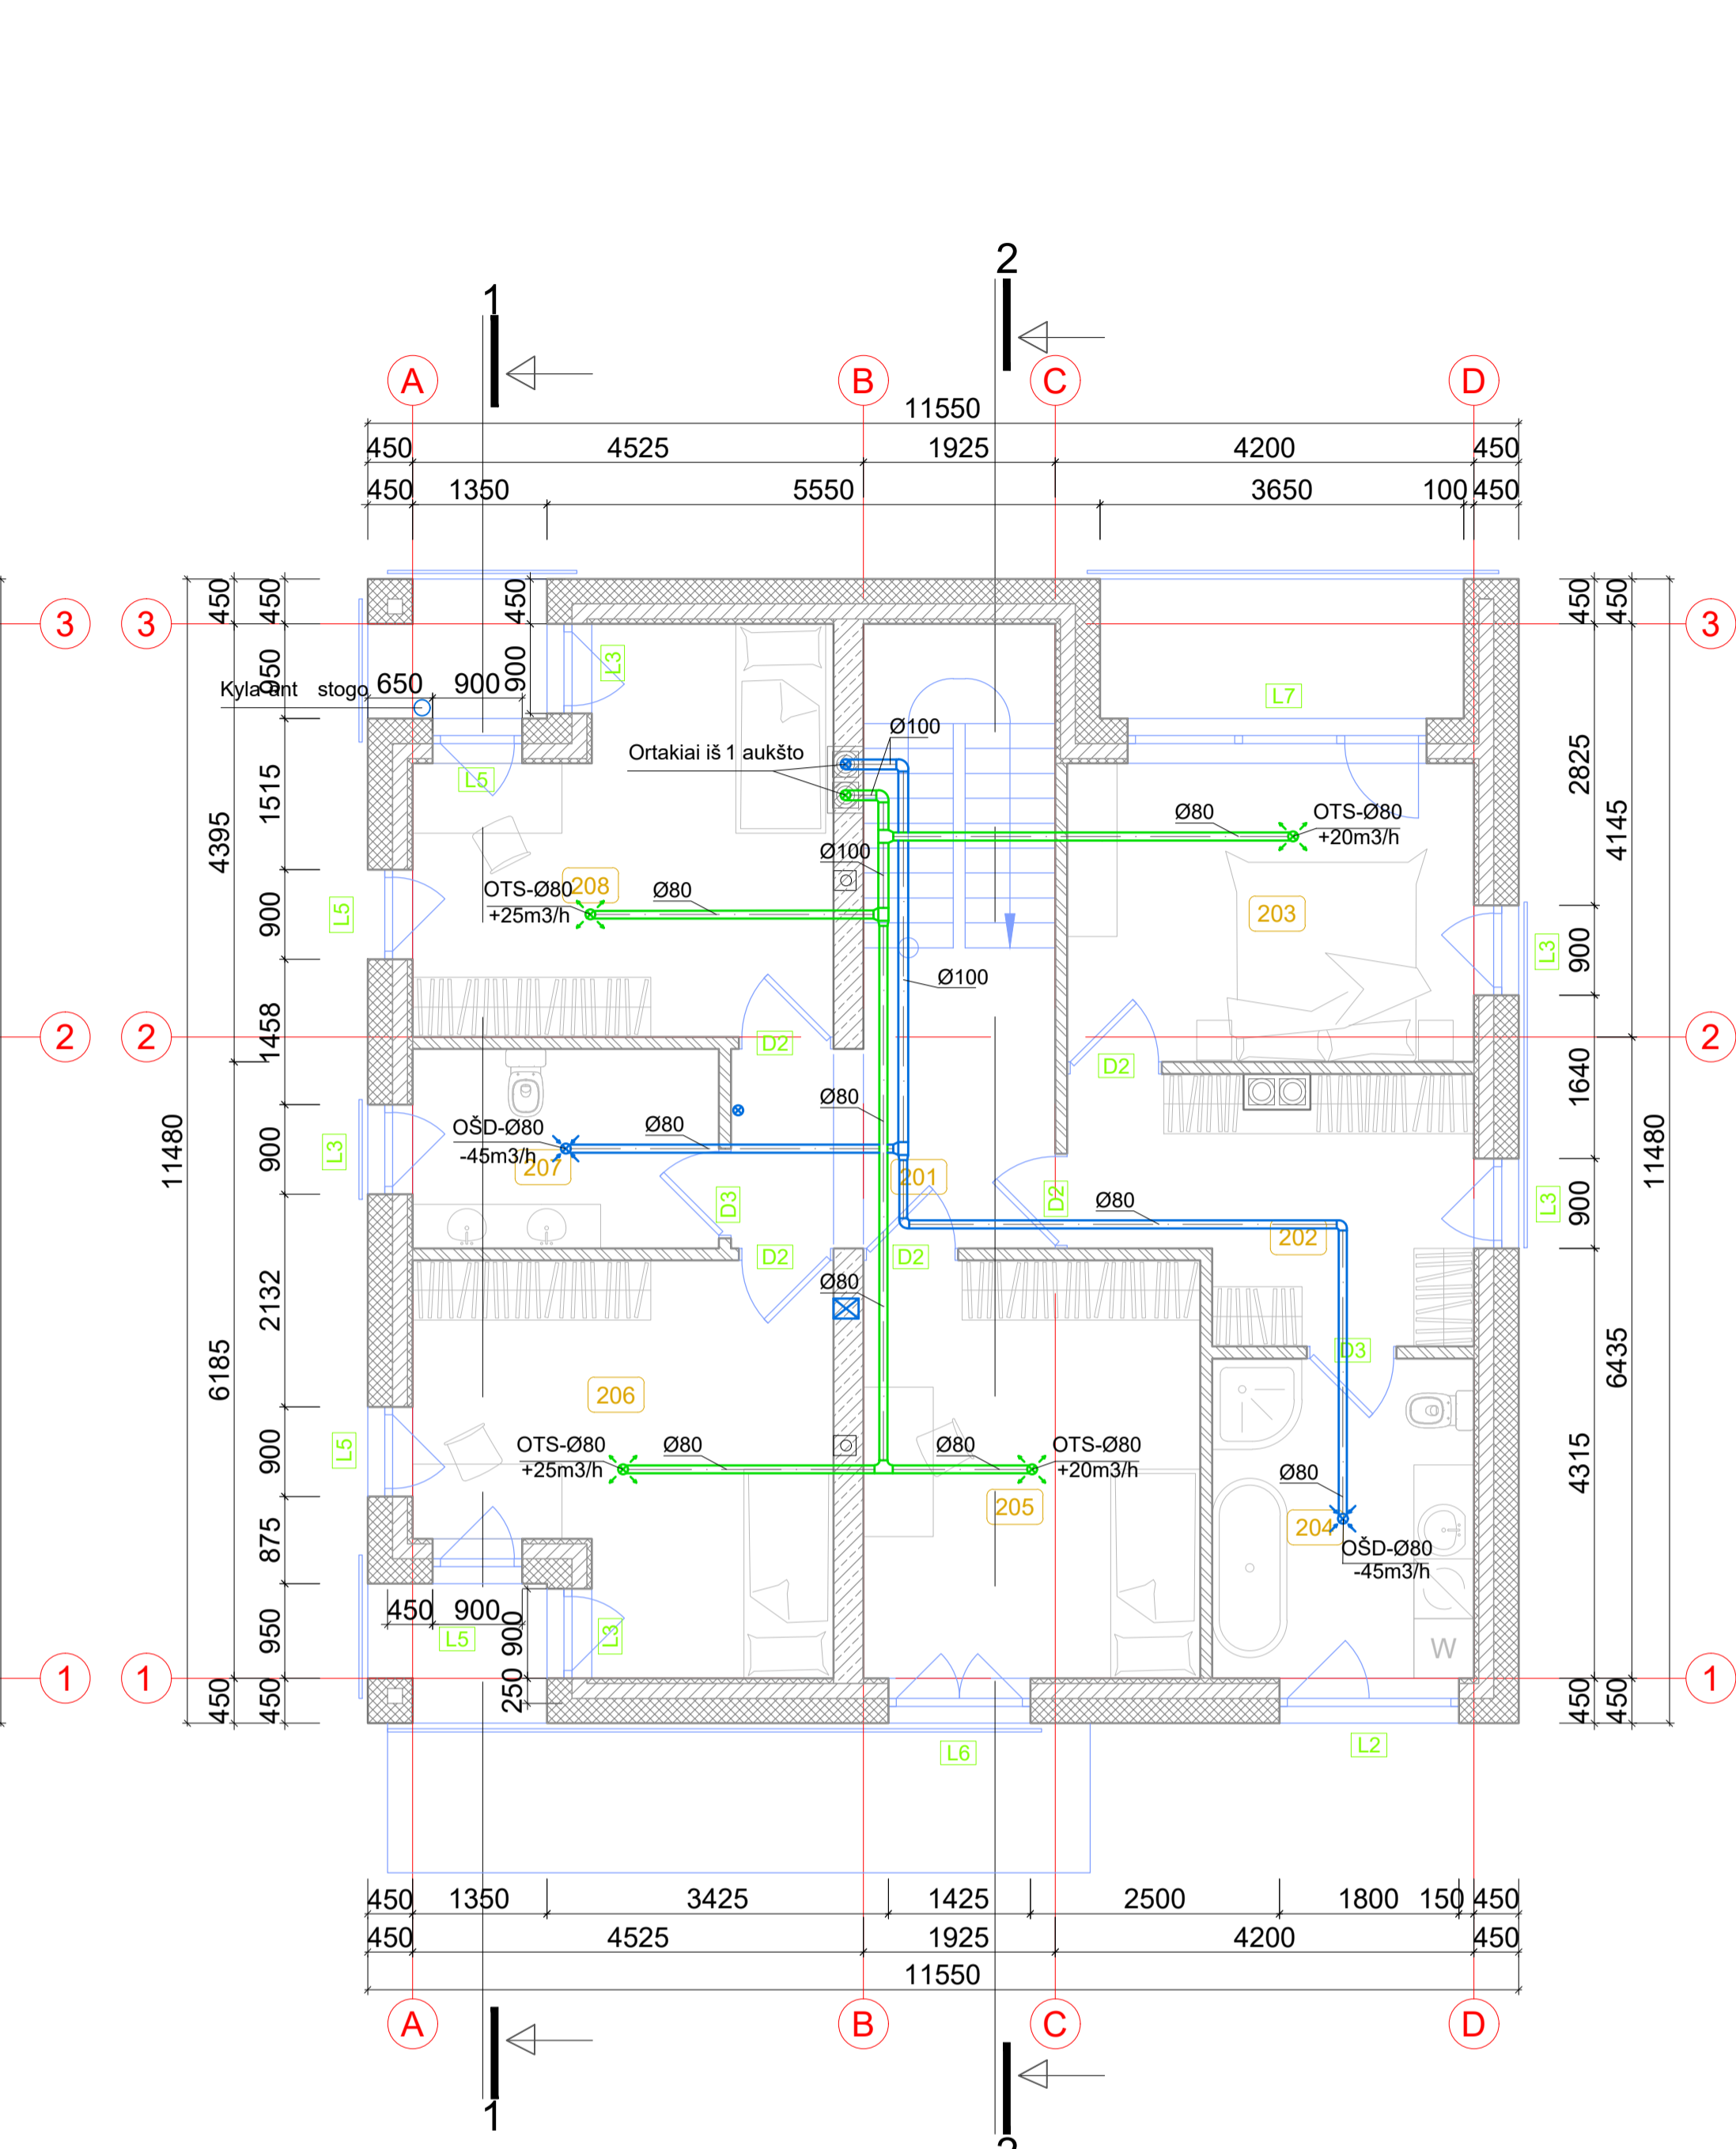 2
1
A
B
C
D
11550
450
4525
1925
4200
450
450
1350
5550
3650
100
450
450
450
450
450
450
3
3
3
950
900
L3
L7
Kyla ant stogo
650
900
Ø100
Ortakiai iš 1 aukšto
L5
1515
2825
Ø80
OTS-Ø80
+20m3/h
4395
4145
Ø100
208
OTS-Ø80
+25m3/h
Ø80
203
L5
900
L3
900
Ø100
1458
2
2
2
D2
D2
1640
Ø80
OŠD-Ø80
-45m3/h
Ø80
207
201
11480
11480
L3
900
D3
D2
Ø80
L3
900
202
D2
D2
2132
Ø80
6185
6435
D3
206
L5
900
OTS-Ø80
+25m3/h
Ø80
Ø80
OTS-Ø80
+20m3/h
4315
Ø80
205
204
875
OŠD-Ø80
-45m3/h
450
900
900
950
L5
L3
W
1
1
1
250
450
450
450
450
L6
L2
450
1350
3425
1425
2500
1800
150
450
450
4525
1925
4200
450
11550
A
B
C
D
1
2